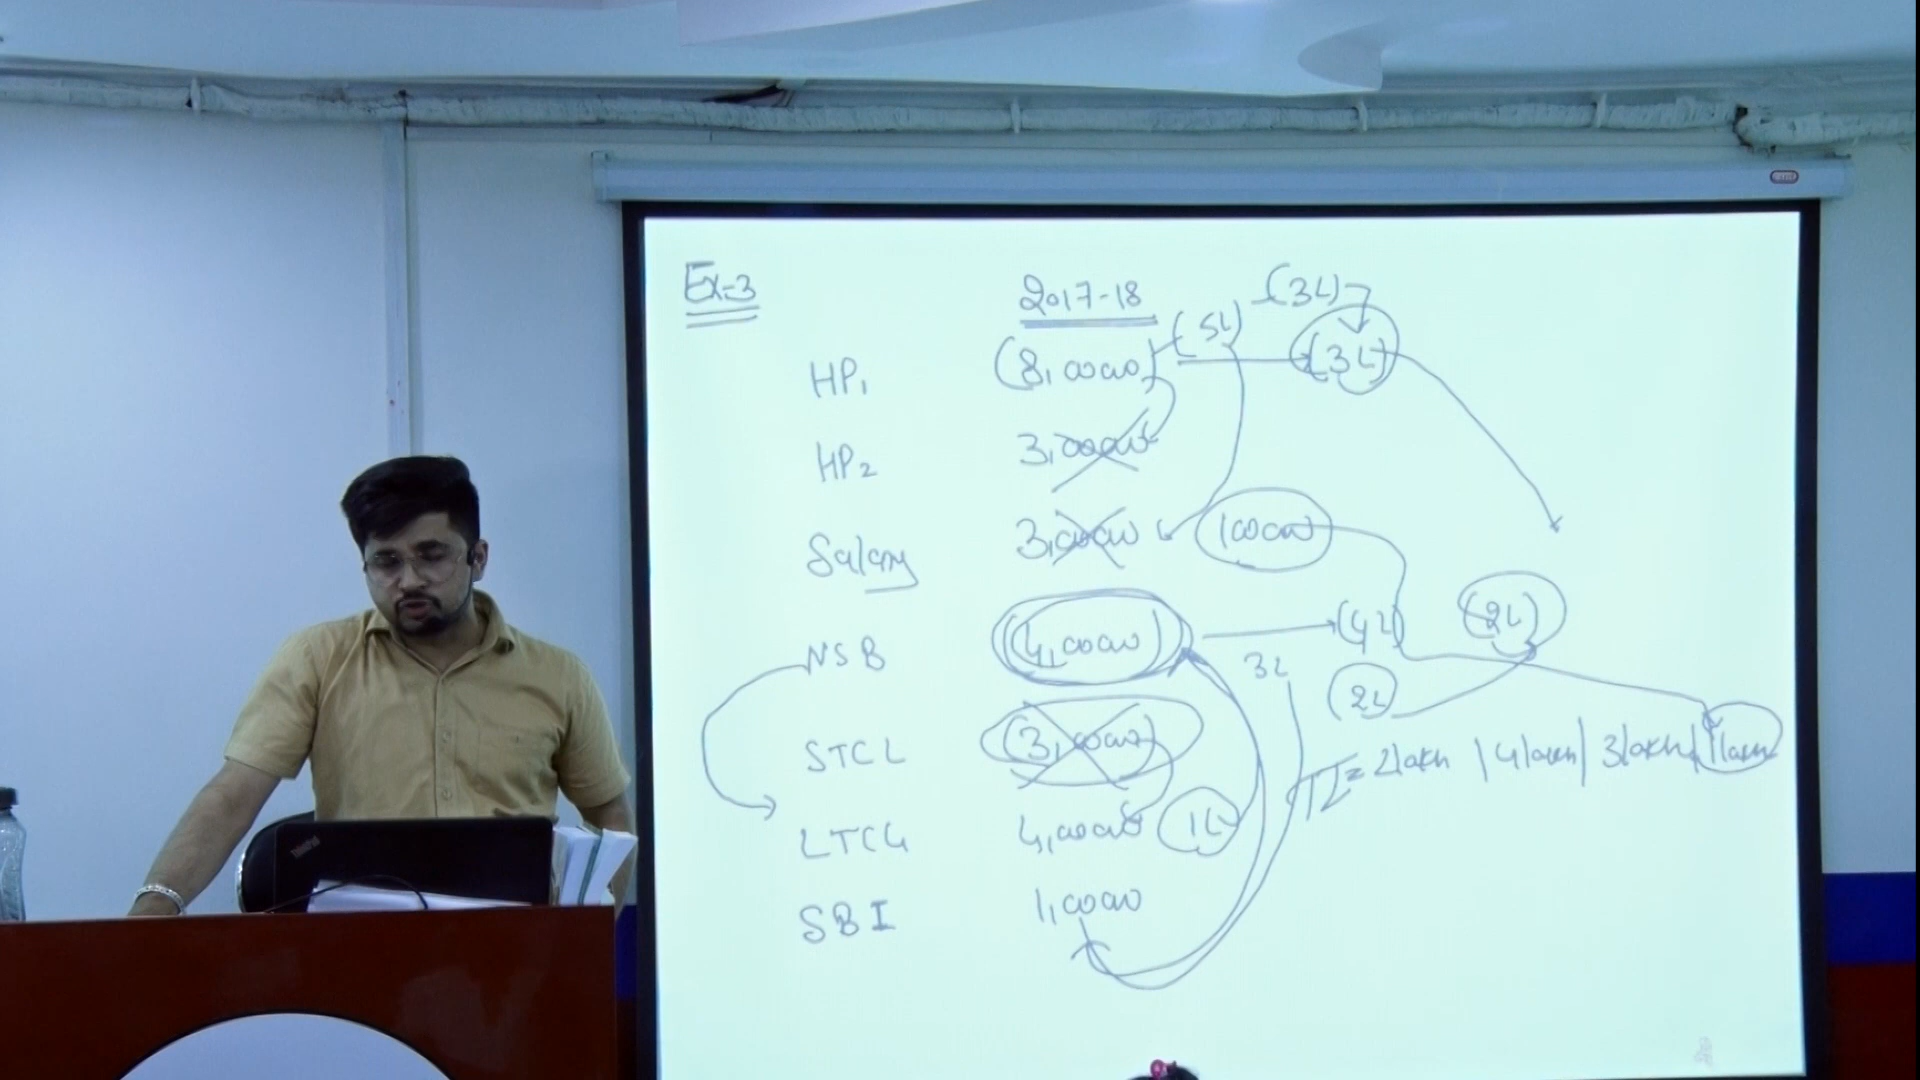 Ex-3 2017-18 (3L)
HP1 (8,00000) (5L) (3L)
HP2 3,00000
Salary 3,00000 100000
NSB (4,00000) (4L) (2L)
3L (2L)
STCL (3,00000) TI = 2lakh | 4lakh | 3lakh | 1lakh
LTCG 4,00000 1L
SBI 1,00000
ThinkPad